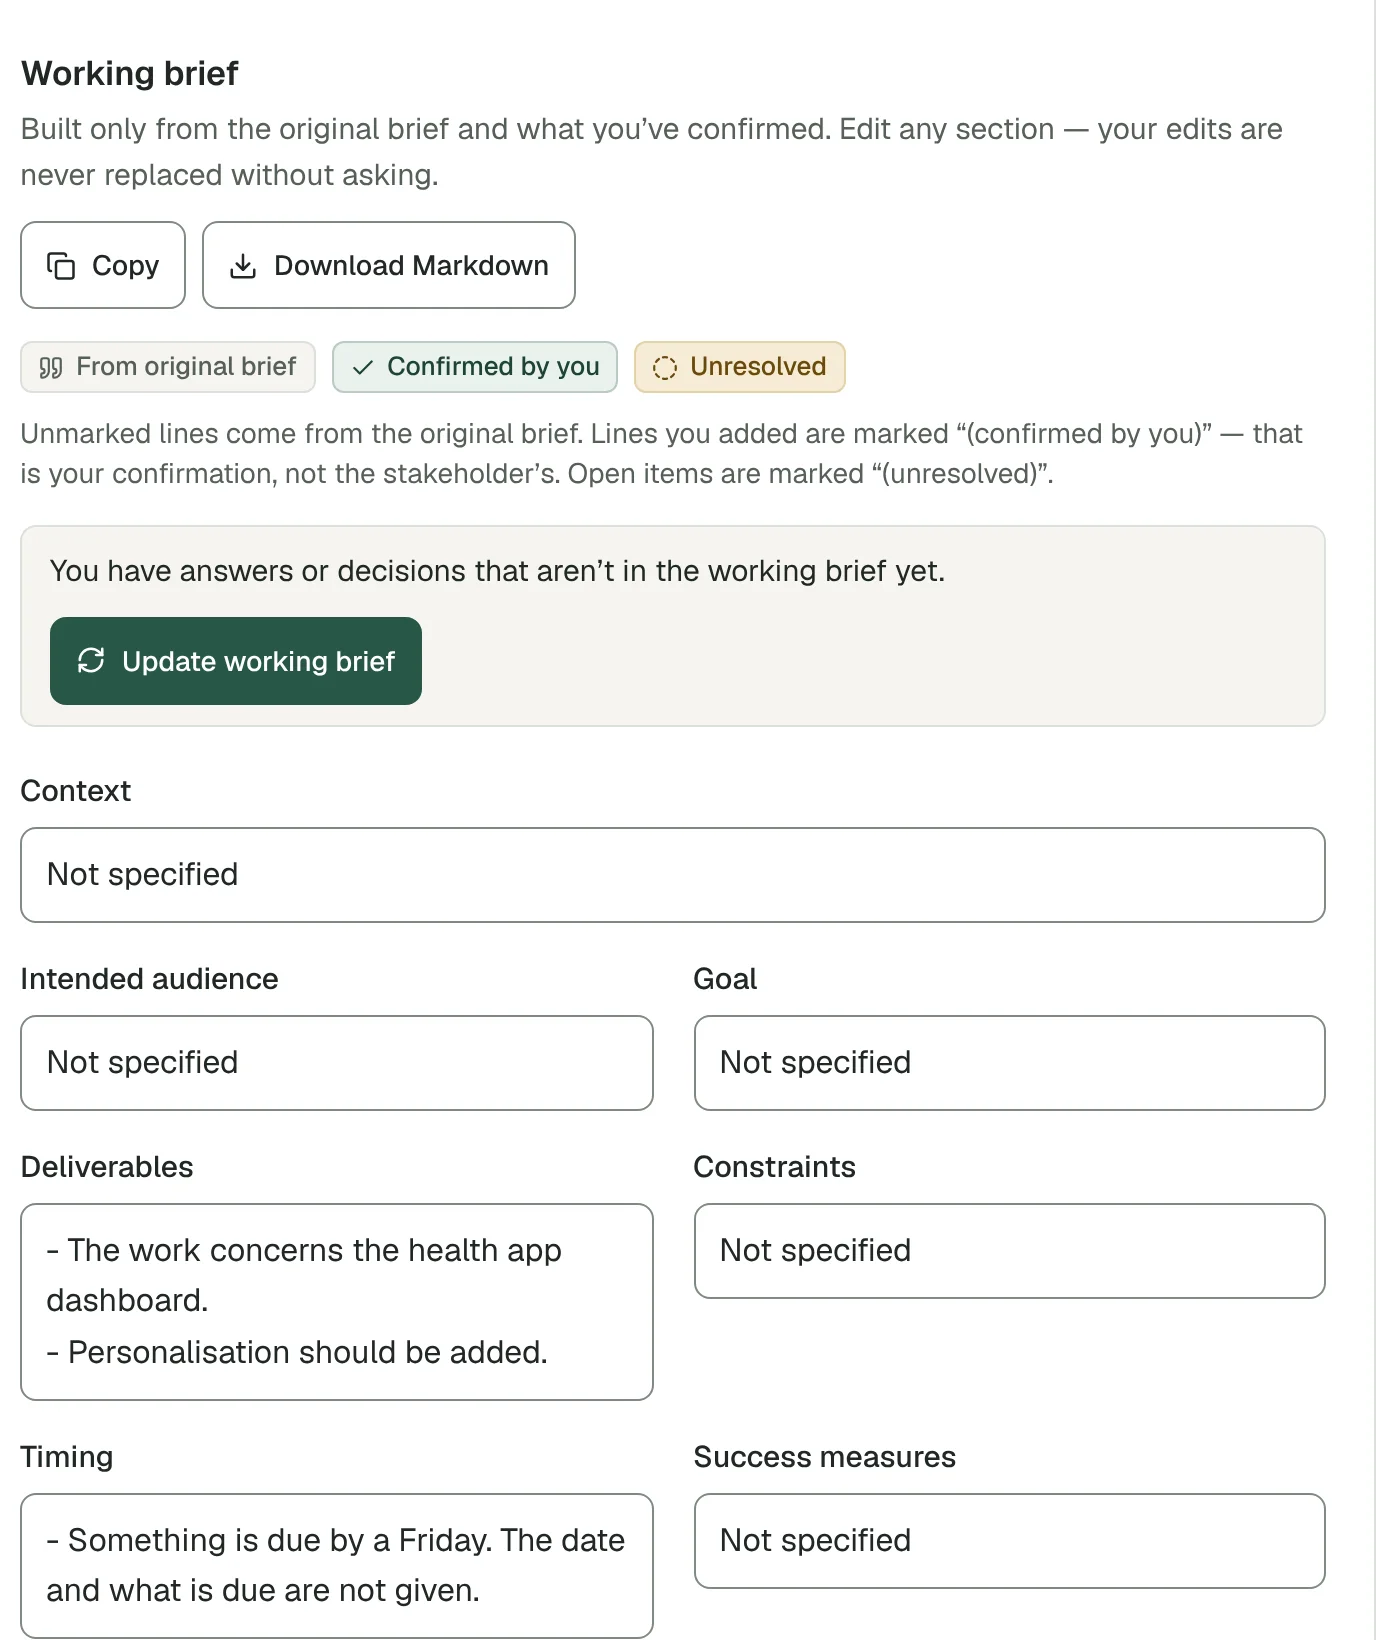 Working brief
Built only from the original brief and what you’ve confirmed. Edit any section — your edits are
never replaced without asking.
Copy
Download Markdown
From original brief
Confirmed by you
Unresolved
Unmarked lines come from the original brief. Lines you added are marked “(confirmed by you)” — that
is your confirmation, not the stakeholder’s. Open items are marked “(unresolved)”.
You have answers or decisions that aren’t in the working brief yet.
Update working brief
Context
Not specified
Intended audience
Not specified
Goal
Not specified
Deliverables
- The work concerns the health app
dashboard.
- Personalisation should be added.
Constraints
Not specified
Timing
- Something is due by a Friday. The date
and what is due are not given.
Success measures
Not specified